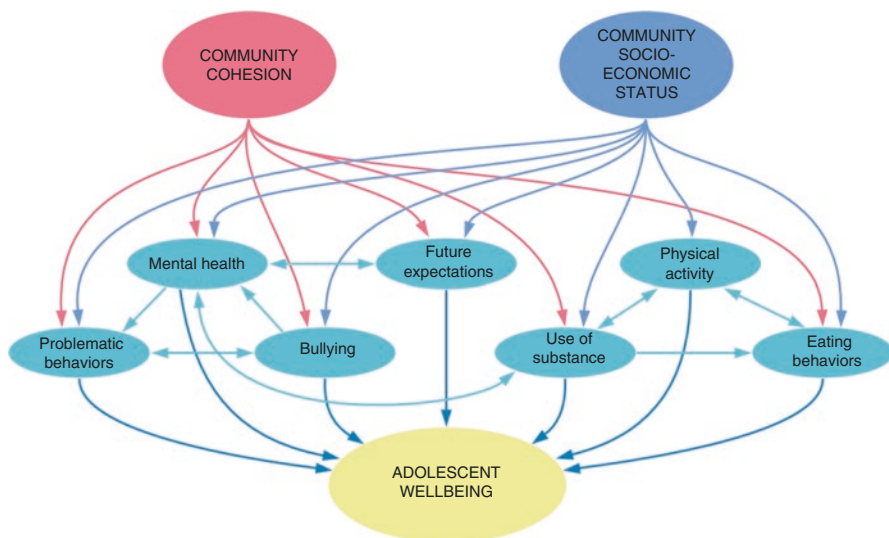 COMMUNITY
COHESION
COMMUNITY
SOCIO-
ECONOMIC
STATUS
Mental health
Future
expectations
Physical
activity
Problematic
behaviors
Bullying
Use of
substance
Eating
behaviors
ADOLESCENT
WELLBEING